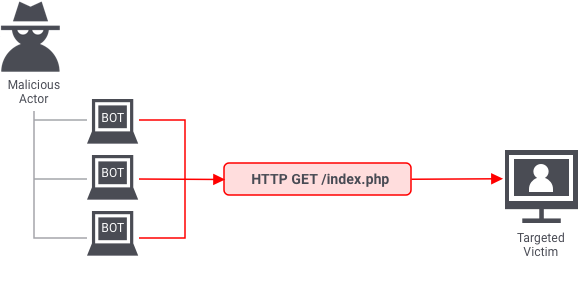 Malicious
Actor
BOT
BOT
BOT
HTTP GET /index.php
Targeted
Victim